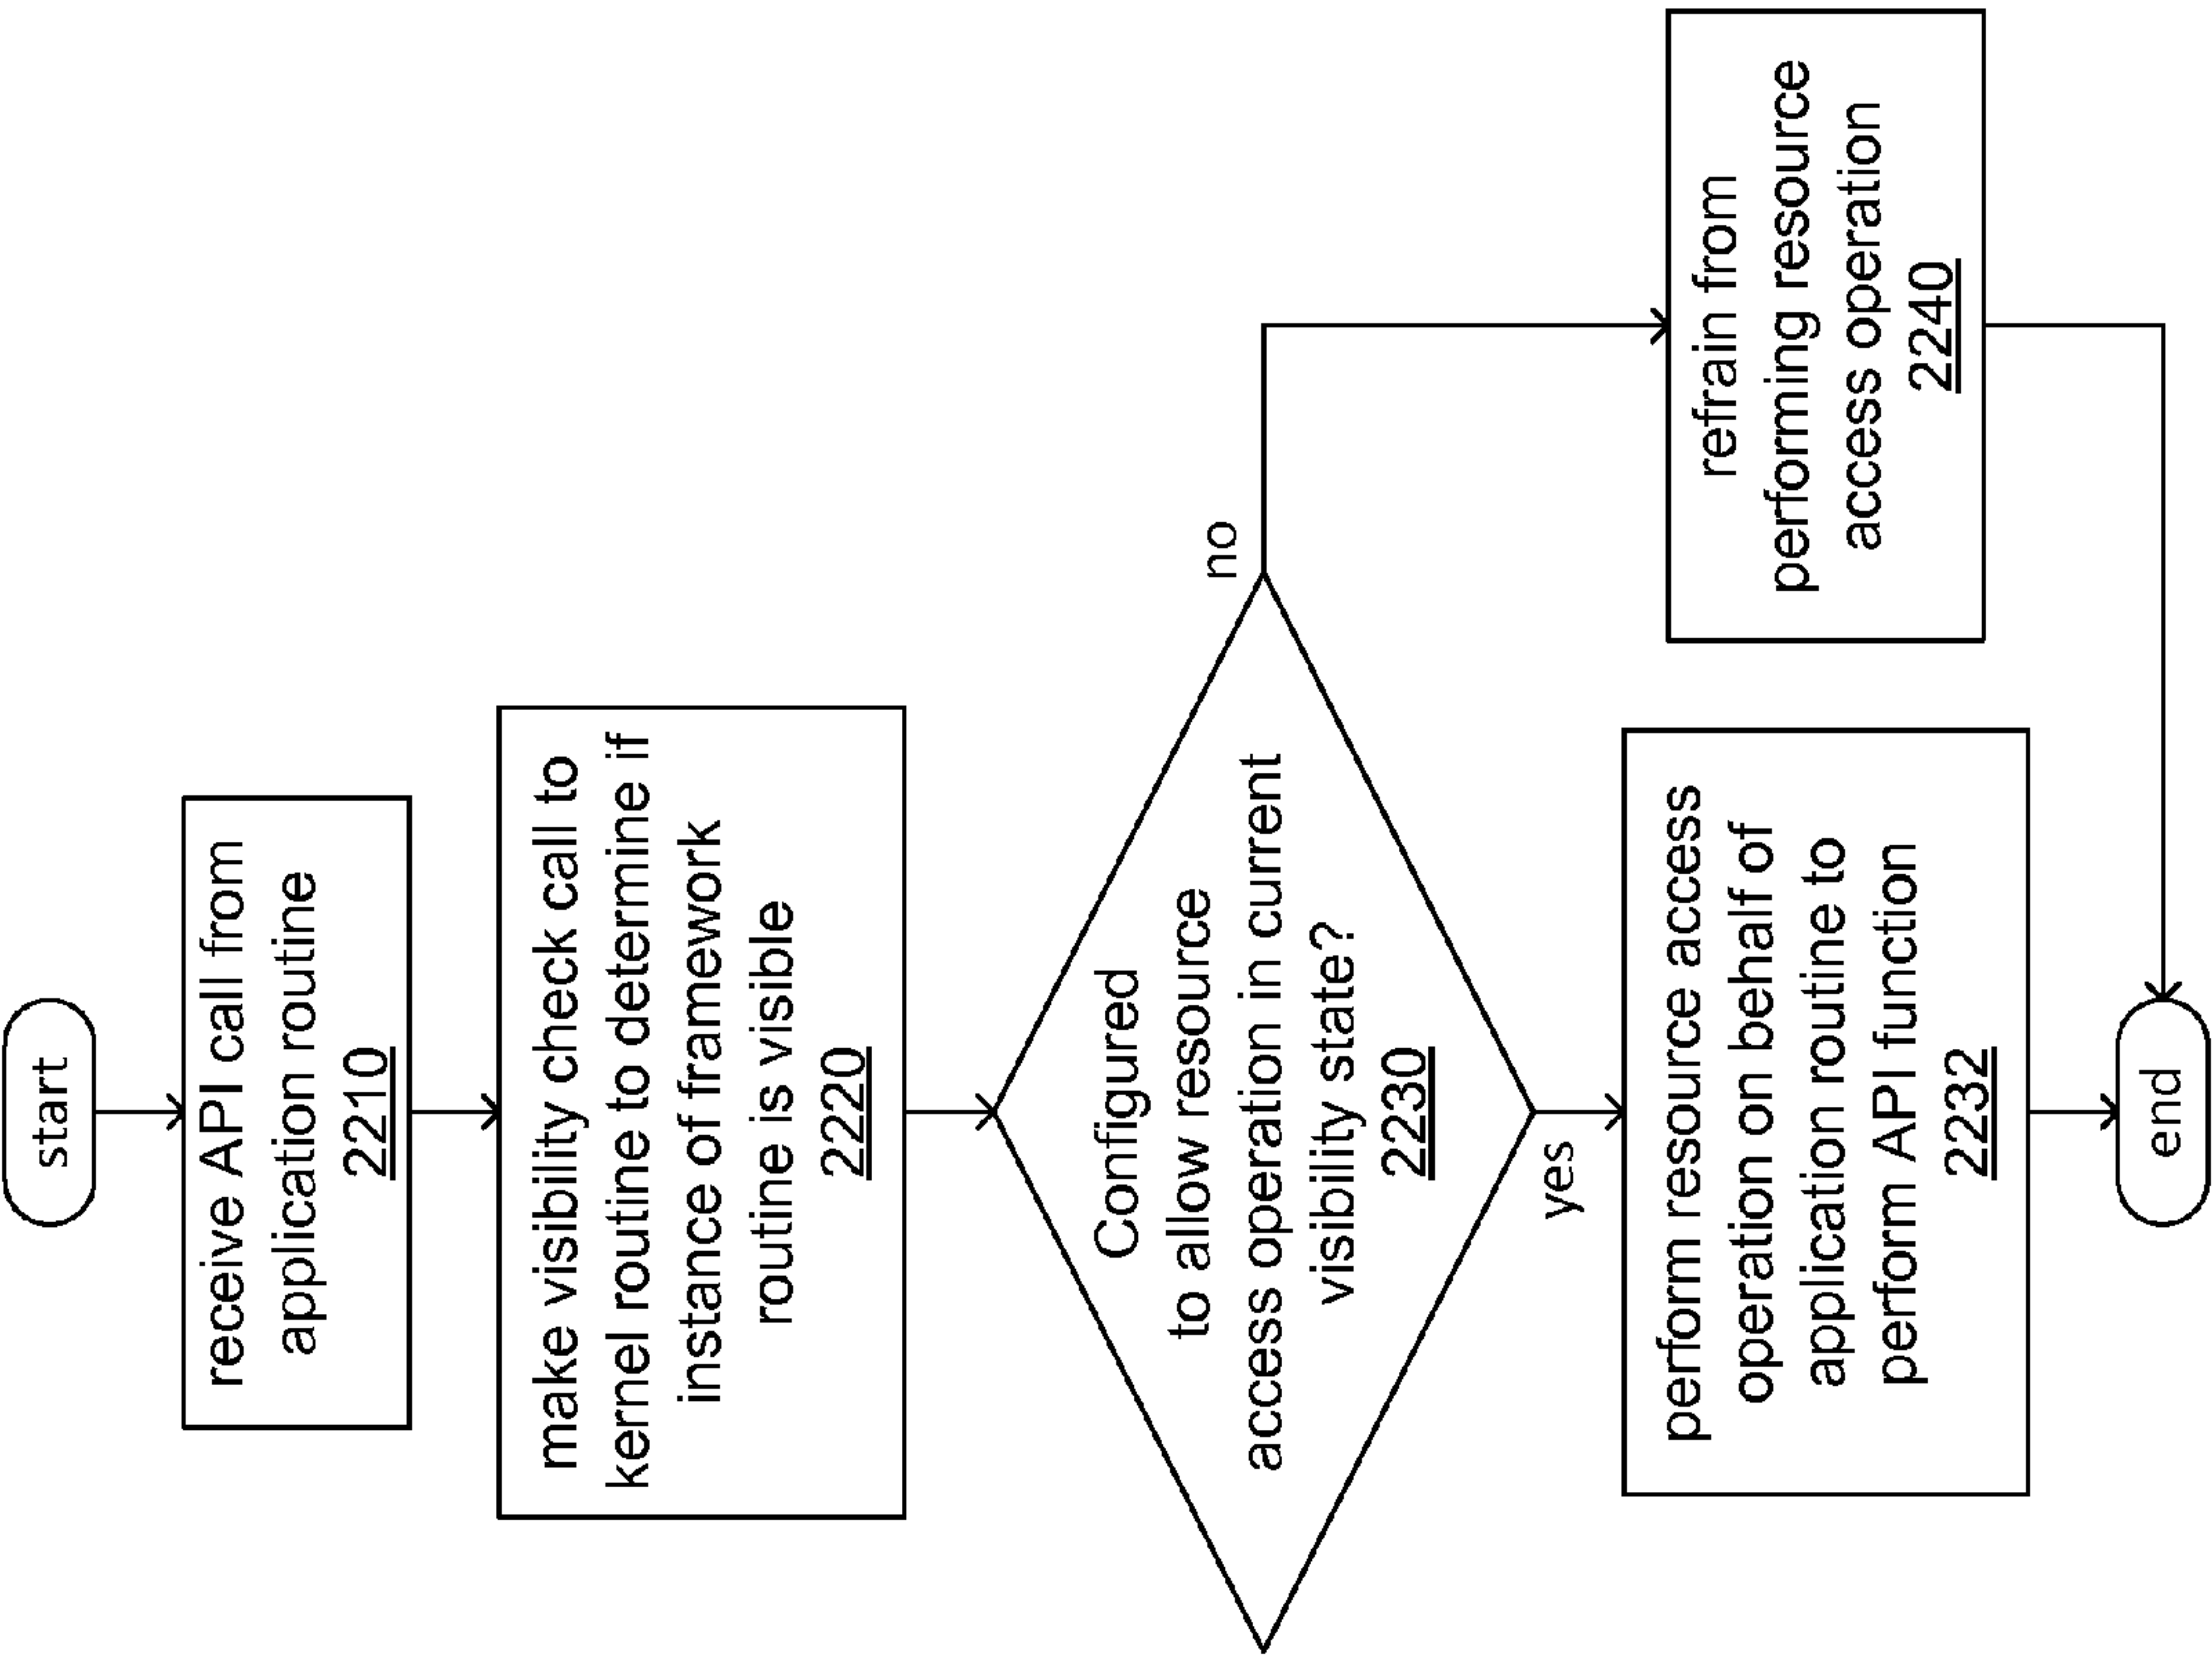 start
receive API call from
application routine
2210
make visibility check call to
kernel routine to determine if
instance of framework
routine is visible
2220
Configured
to allow resource
access operation in current
visibility state?
2230
no
yes
perform resource access
operation on behalf of
application routine to
perform API function
2232
refrain from
performing resource
access operation
2240
end